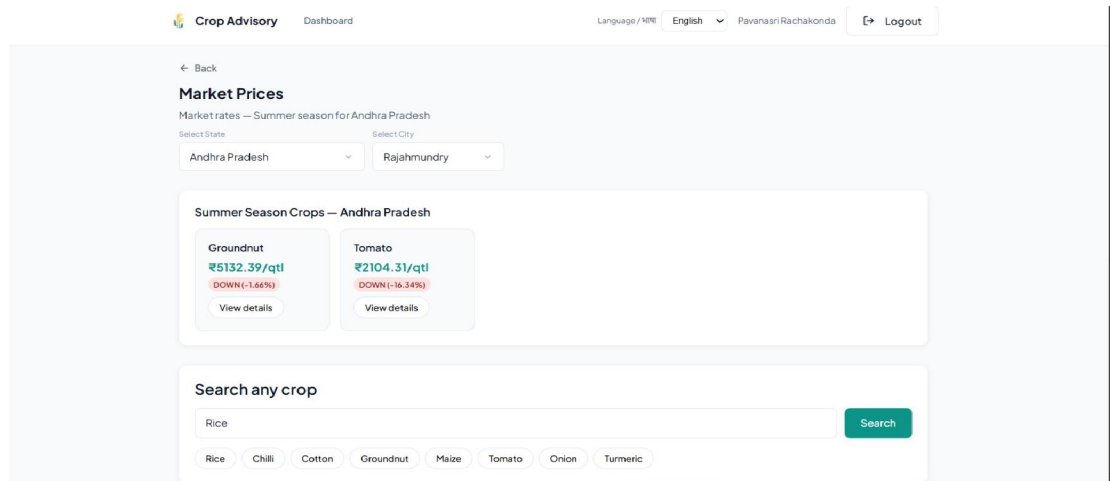 Crop Advisory Dashboard Language / भाषा English Pavanasri Rachakonda Logout
Back
Market Prices
Market rates — Summer season for Andhra Pradesh
Select State Select City
Andhra Pradesh Rajahmundry
Summer Season Crops — Andhra Pradesh
Groundnut Tomato
₹5132.39/qtl ₹2104.31/qtl
DOWN (-1.66%) DOWN (-16.34%)
View details View details
Search any crop
Rice Search
Rice Chilli Cotton Groundnut Maize Tomato Onion Turmeric